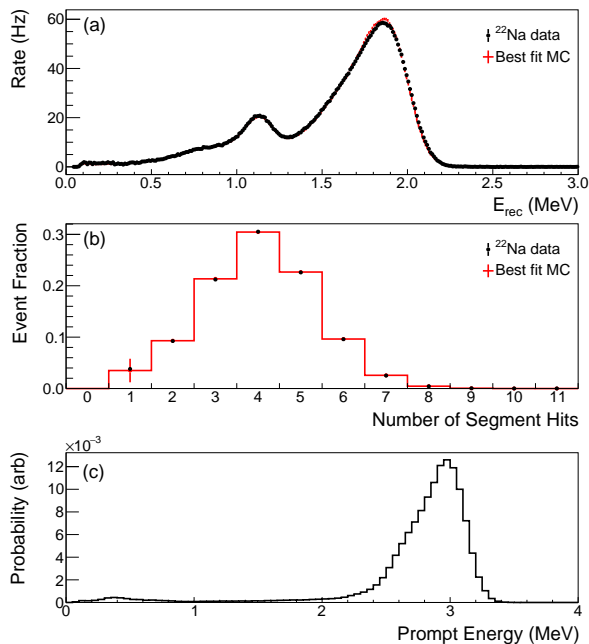 (a)
²²Na data
Best fit MC
Rate (Hz)
60
40
20
0
0.0 0.5 1.0 1.5 2.0 2.5 3.0
E_rec (MeV)
(b)
²²Na data
Best fit MC
Event Fraction
0.3
0.2
0.1
0.0
0 1 2 3 4 5 6 7 8 9 10 11
Number of Segment Hits
×10⁻³
(c)
Probability (arb)
12
10
8
6
4
2
0
0 1 2 3 4
Prompt Energy (MeV)